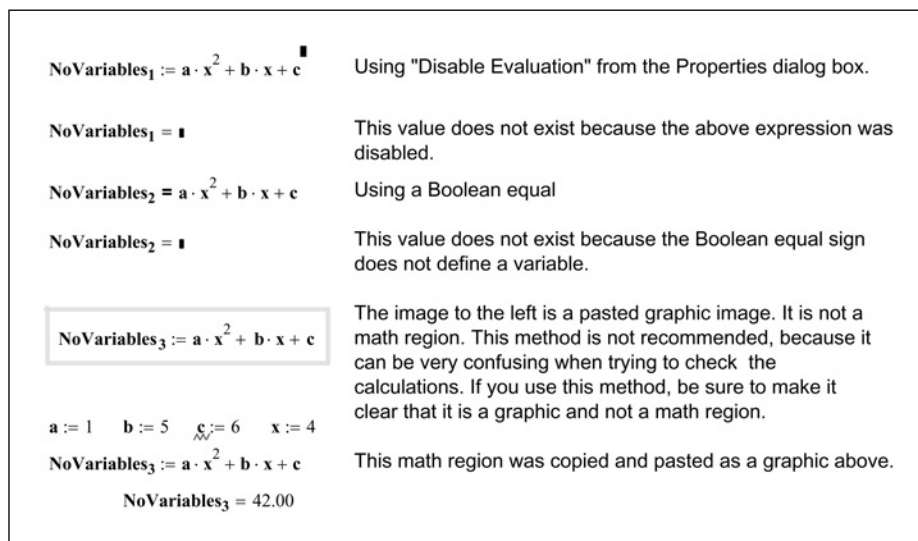 NoVariables₁ := a · x² + b · x + c▮ Using "Disable Evaluation" from the Properties dialog box.
NoVariables₁ = ▮ This value does not exist because the above expression was
disabled.
NoVariables₂ = a · x² + b · x + c Using a Boolean equal
NoVariables₂ = ▮ This value does not exist because the Boolean equal sign
does not define a variable.
The image to the left is a pasted graphic image. It is not a
NoVariables₃ := a · x² + b · x + c math region. This method is not recommended, because it
can be very confusing when trying to check the
calculations. If you use this method, be sure to make it
clear that it is a graphic and not a math region.
a := 1 b := 5 c := 6 x := 4
NoVariables₃ := a · x² + b · x + c This math region was copied and pasted as a graphic above.
NoVariables₃ = 42.00